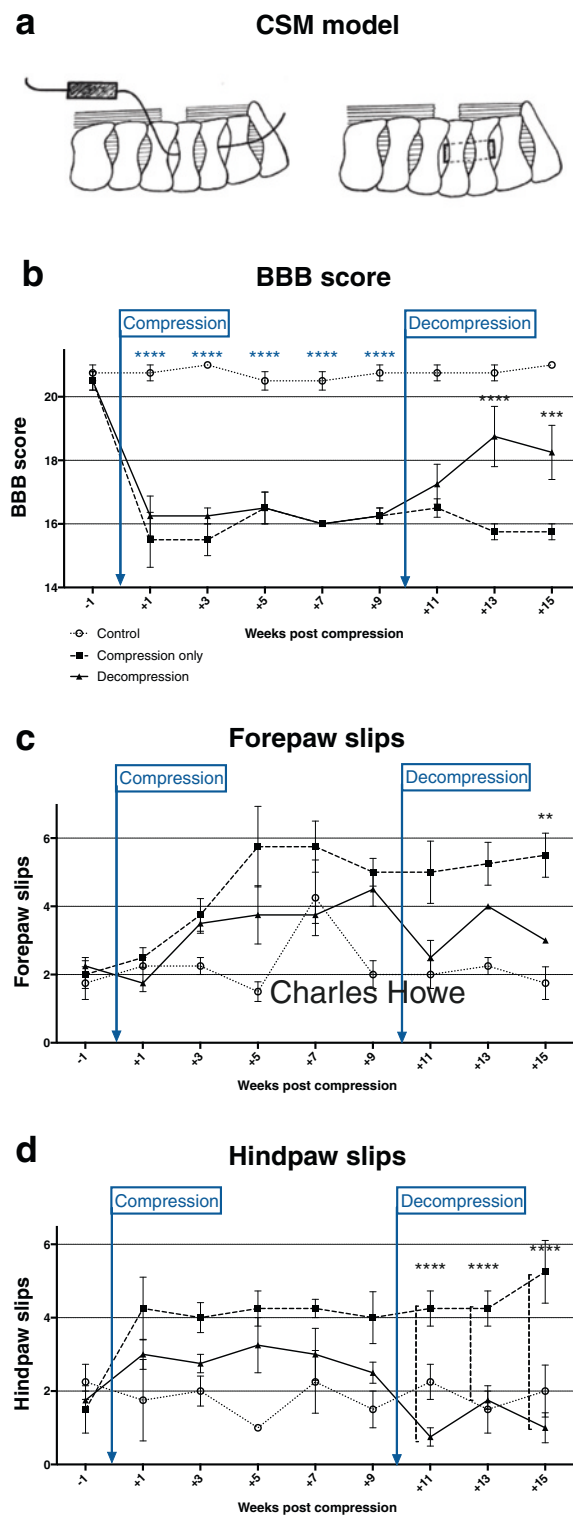 a CSM model
b BBB score
Compression Decompression
**** **** **** **** ****
20
**** ***
18
BBB score
16
14
-1 +1 +3 +5 +7 +9 +11 +13 +15
Weeks post compression
Control
Compression only
Decompression
c Forepaw slips
Compression Decompression
**
6
Forepaw slips
4
2
Charles Howe
0
-1 +1 +3 +5 +7 +9 +11 +13 +15
Weeks post compression
d Hindpaw slips
Compression Decompression
**** **** ****
6
Hindpaw slips
4
2
0
-1 +1 +3 +5 +7 +9 +11 +13 +15
Weeks post compression